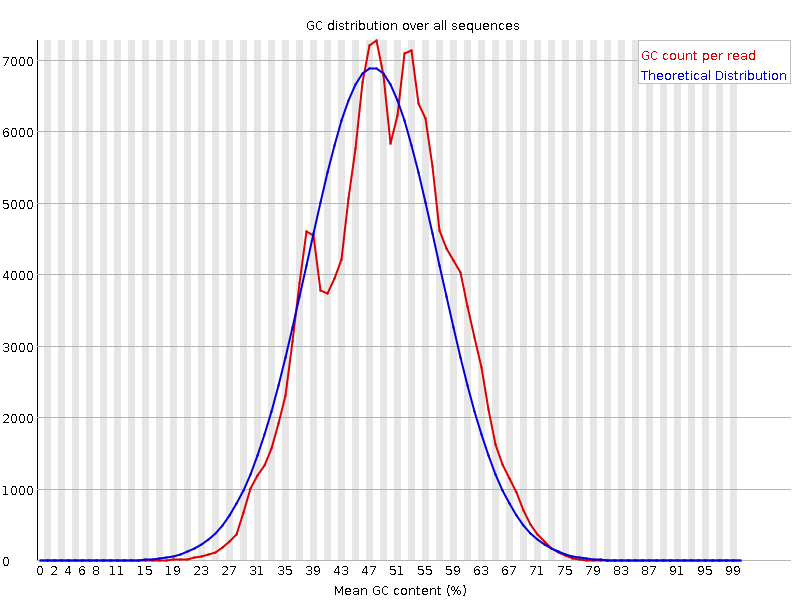 GC distribution over all sequences
GC count per read
Theoretical Distribution
7000
6000
5000
4000
3000
2000
1000
0
0 2 4 6 8 11 15 19 23 27 31 35 39 43 47 51 55 59 63 67 71 75 79 83 87 91 95 99
Mean GC content (%)